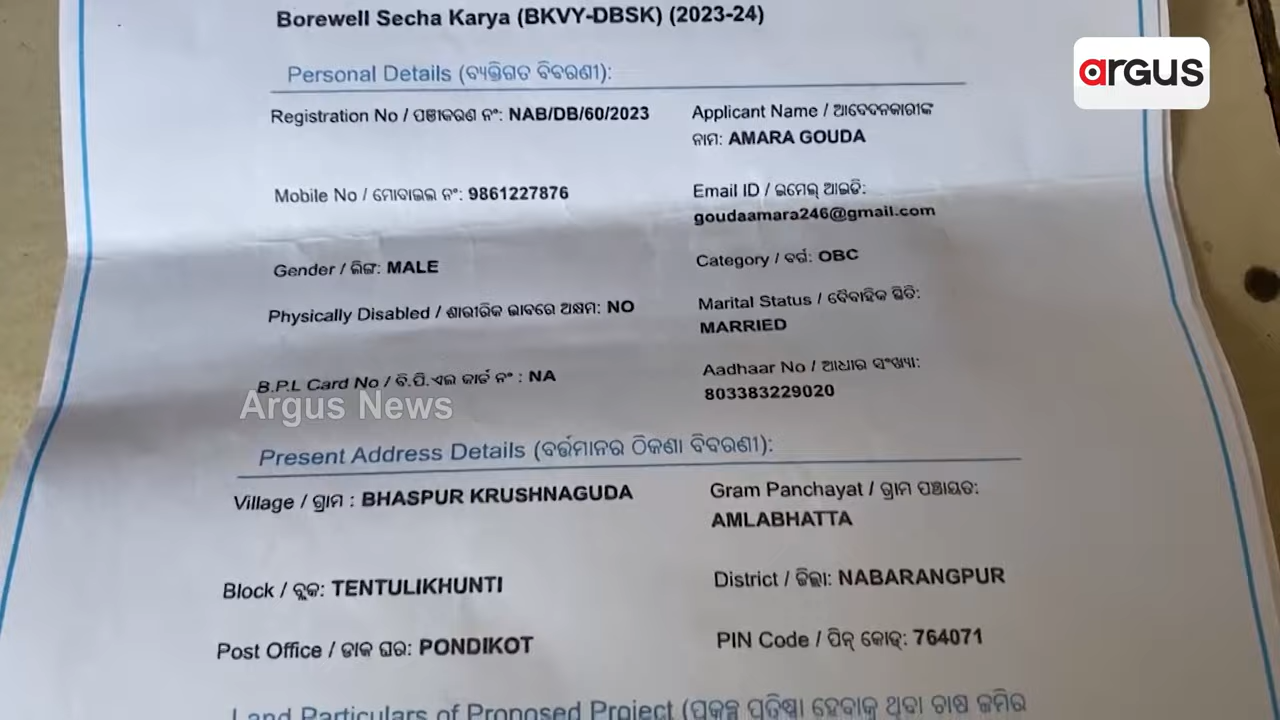 Borewell Secha Karya (BKVY-DBSK) (2023-24)
argus
Personal Details (ବ୍ୟକ୍ତିଗତ ବିବରଣୀ):
Registration No / ପଞ୍ଜୀକରଣ ନଂ: NAB/DB/60/2023
Applicant Name / ଆବେଦନକାରୀଙ୍କ
ନାମ: AMARA GOUDA
Mobile No / ମୋବାଇଲ ନଂ: 9861227876
Email ID / ଇମେଲ୍ ଆଇଡି:
goudaamara246@gmail.com
Gender / ଲିଙ୍ଗ: MALE
Category / ବର୍ଗ: OBC
Physically Disabled / ଶାରୀରିକ ଭାବରେ ଅକ୍ଷମ: NO
Marital Status / ବୈବାହିକ ସ୍ଥିତି:
MARRIED
B.P.L Card No / ବି.ପି.ଏଲ କାର୍ଡ ନଂ : NA
Aadhaar No / ଆଧାର ସଂଖ୍ୟା:
803383229020
Argus News
Present Address Details (ବର୍ତ୍ତମାନର ଠିକଣା ବିବରଣୀ):
Village / ଗ୍ରାମ : BHASPUR KRUSHNAGUDA
Gram Panchayat / ଗ୍ରାମ ପଞ୍ଚାୟତ:
AMLABHATTA
Block / ବ୍ଲକ: TENTULIKHUNTI
District / ଜିଲ୍ଲା: NABARANGPUR
Post Office / ଡାକ ଘର: PONDIKOT
PIN Code / ପିନ୍ କୋଡ୍: 764071
Land Particulars of Proposed Project (ପ୍ରକଳ୍ପ ପ୍ରତିଷ୍ଠା ହେବାକୁ ଥିବା ଚାଷ ଜମିର